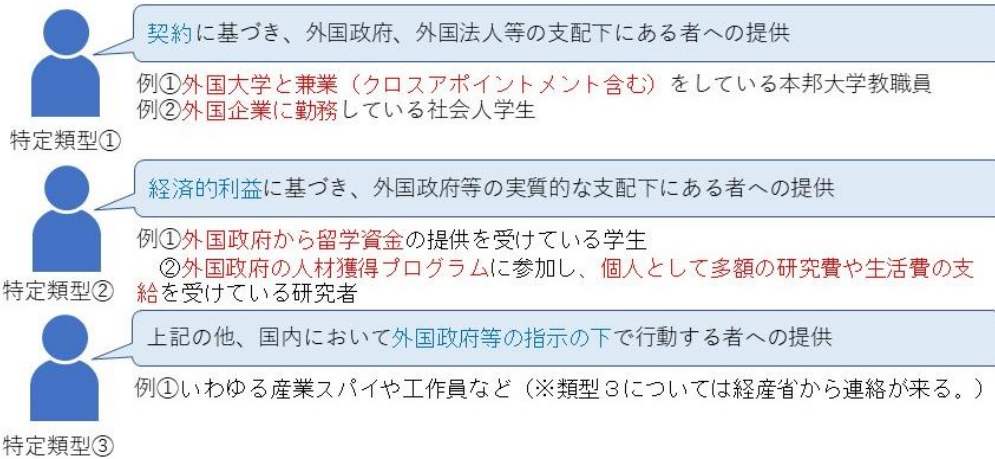 契約に基づき、外国政府、外国法人等の支配下にある者への提供
例①外国大学と兼業（クロスアポイントメント含む）をしている本邦大学教職員
例②外国企業に勤務している社会人学生
特定類型①
経済的利益に基づき、外国政府等の実質的な支配下にある者への提供
例①外国政府から留学資金の提供を受けている学生
②外国政府の人材獲得プログラムに参加し、個人として多額の研究費や生活費の支
給を受けている研究者
特定類型②
上記の他、国内において外国政府等の指示の下で行動する者への提供
例①いわゆる産業スパイや工作員など（※類型３については経産省から連絡が来る。）
特定類型③